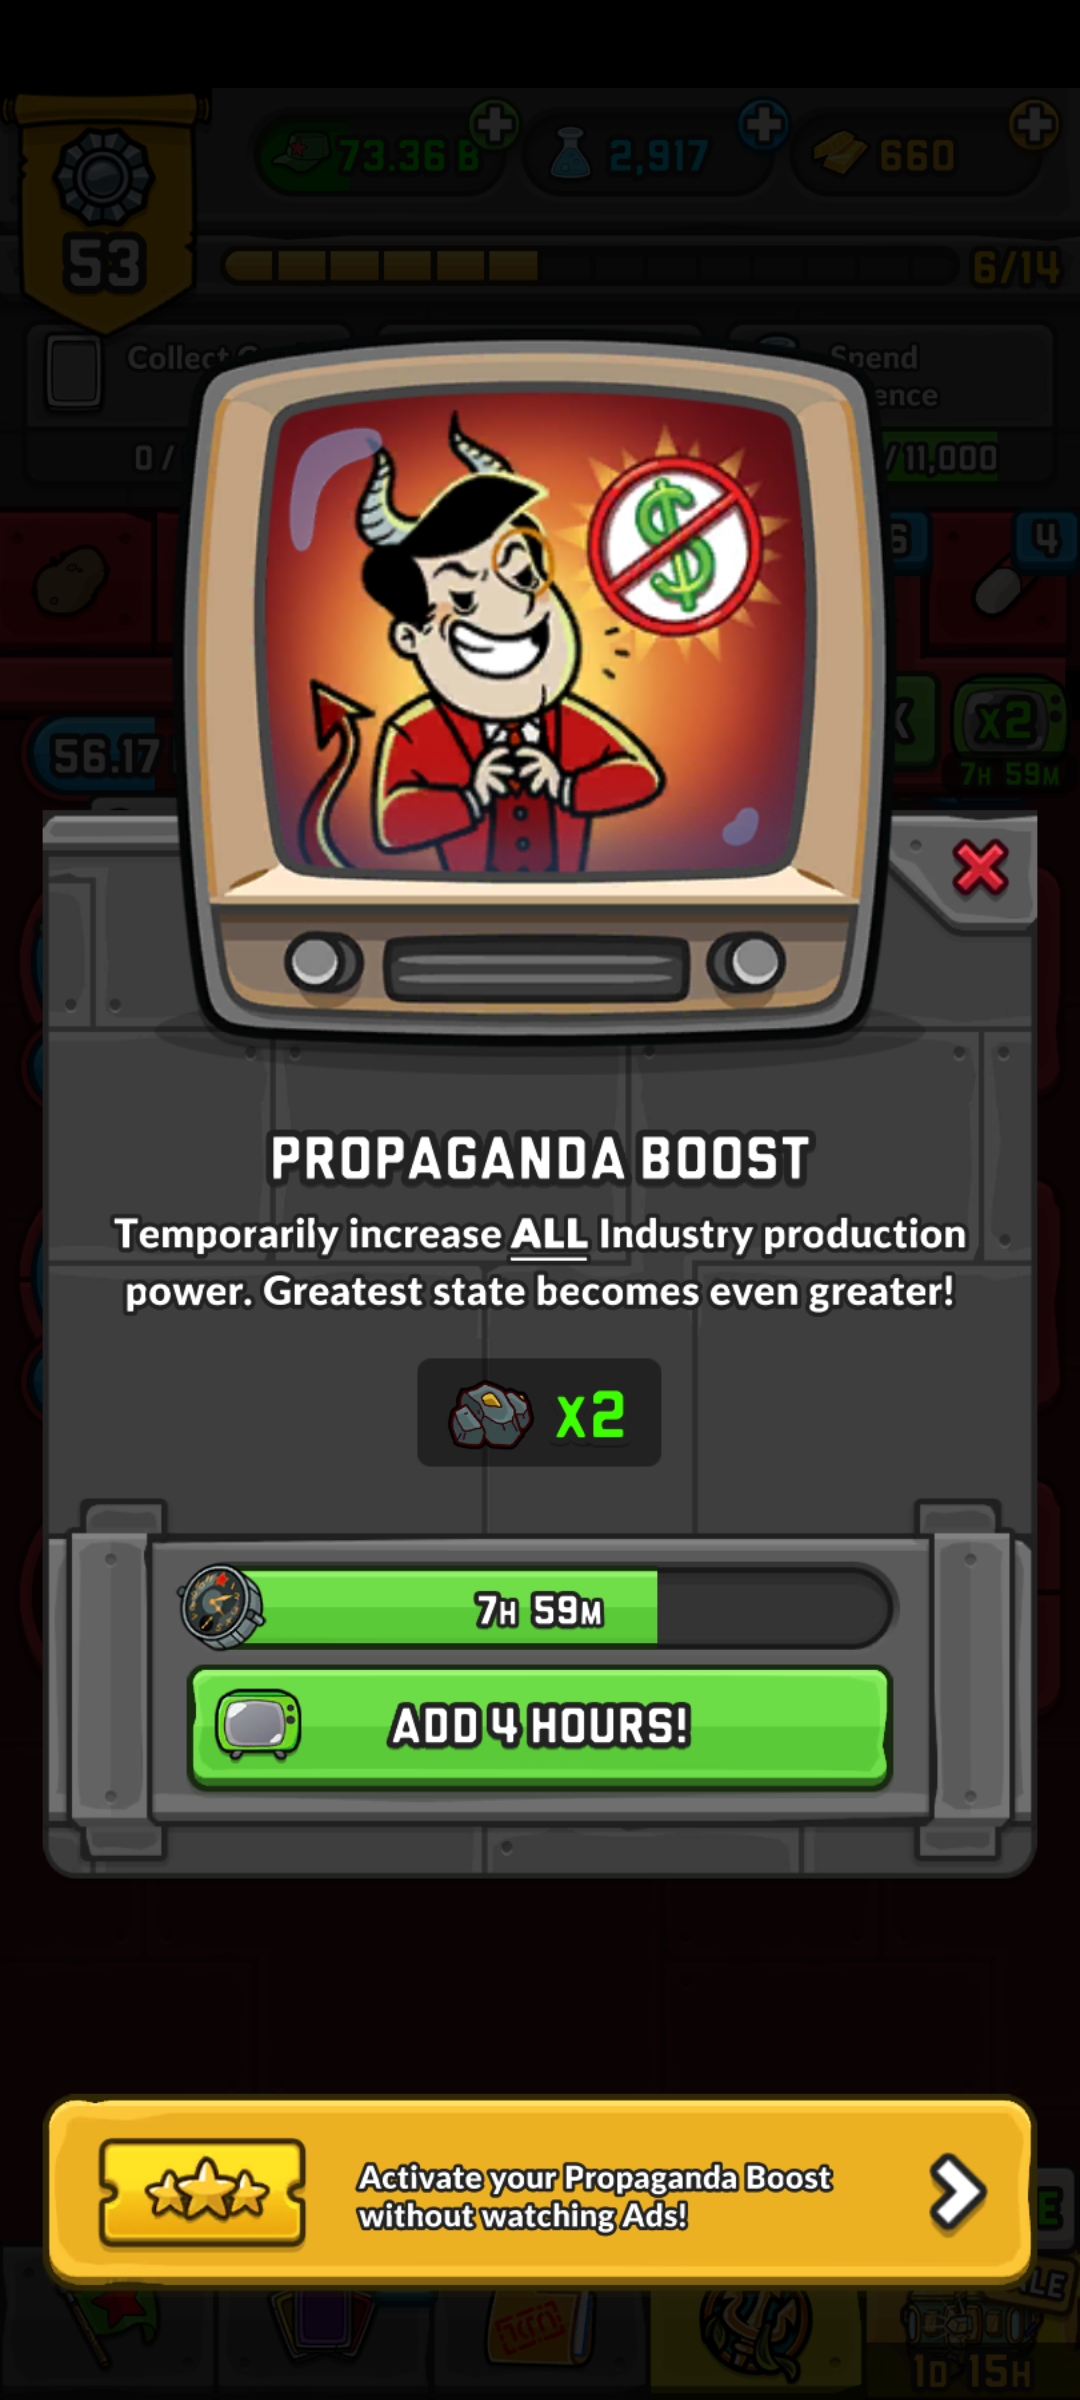 73.36 B
2,917
660
53
6/14
Collect
Spend
0 /
/11,000
4
56.17
x2
7H 59M
PROPAGANDA BOOST
Temporarily increase ALL Industry production
power. Greatest state becomes even greater!
x2
7H 59M
ADD 4 HOURS!
Activate your Propaganda Boost
without watching Ads!
1D 15H